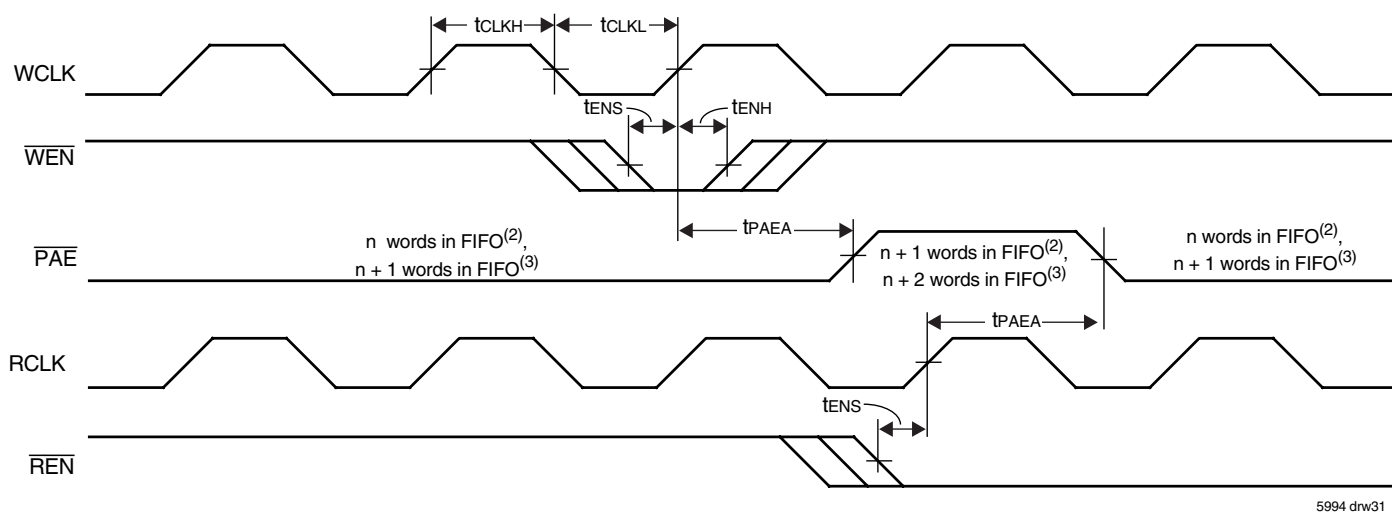 tCLKH tCLKL
WCLK
tENS tENH
WEN
tPAEA
PAE
n words in FIFO(2),
n + 1 words in FIFO(3)
n + 1 words in FIFO(2),
n + 2 words in FIFO(3)
n words in FIFO(2),
n + 1 words in FIFO(3)
tPAEA
RCLK
tENS
REN
5994 drw31